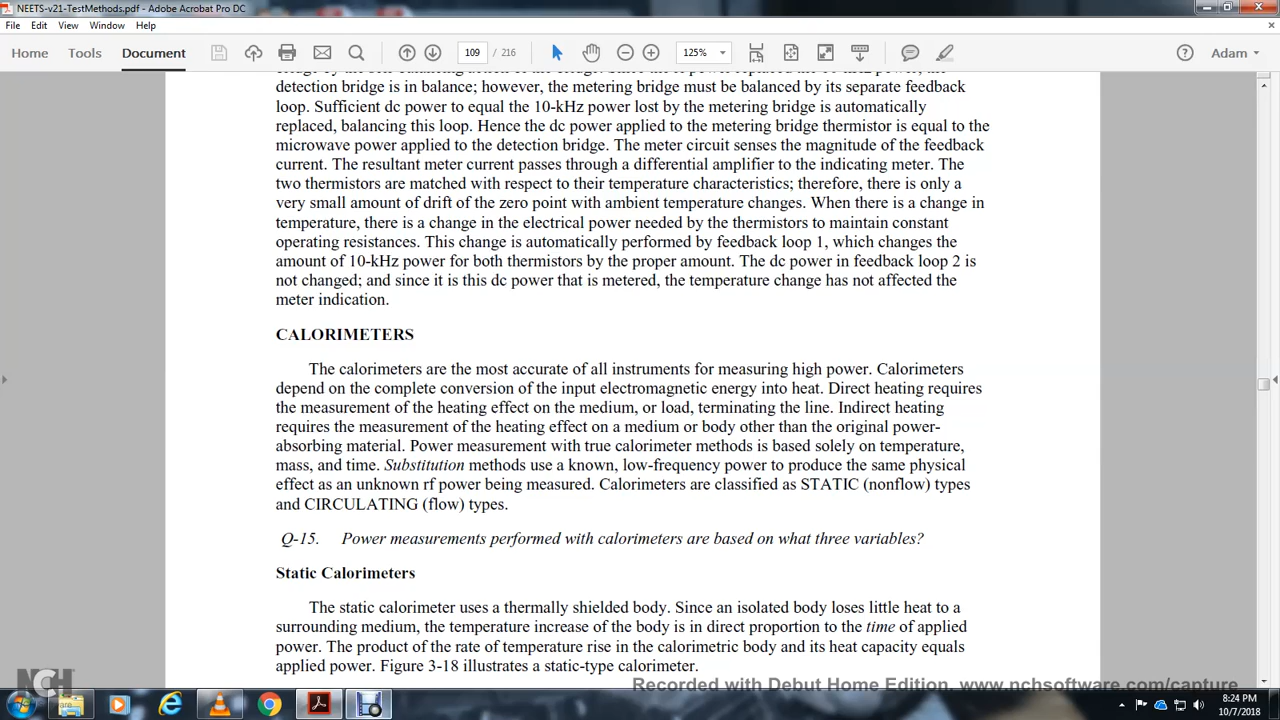 NEETS-v21-TestMethods.pdf - Adobe Acrobat Pro DC
File Edit View Window Help
Home Tools Document 109 / 216 125% Adam
detection bridge is in balance; however, the metering bridge must be balanced by its separate feedback
loop. Sufficient dc power to equal the 10-kHz power lost by the metering bridge is automatically
replaced, balancing this loop. Hence the dc power applied to the metering bridge thermistor is equal to the
microwave power applied to the detection bridge. The meter circuit senses the magnitude of the feedback
current. The resultant meter current passes through a differential amplifier to the indicating meter. The
two thermistors are matched with respect to their temperature characteristics; therefore, there is only a
very small amount of drift of the zero point with ambient temperature changes. When there is a change in
temperature, there is a change in the electrical power needed by the thermistors to maintain constant
operating resistances. This change is automatically performed by feedback loop 1, which changes the
amount of 10-kHz power for both thermistors by the proper amount. The dc power in feedback loop 2 is
not changed; and since it is this dc power that is metered, the temperature change has not affected the
meter indication.
CALORIMETERS
The calorimeters are the most accurate of all instruments for measuring high power. Calorimeters
depend on the complete conversion of the input electromagnetic energy into heat. Direct heating requires
the measurement of the heating effect on the medium, or load, terminating the line. Indirect heating
requires the measurement of the heating effect on a medium or body other than the original power-
absorbing material. Power measurement with true calorimeter methods is based solely on temperature,
mass, and time. Substitution methods use a known, low-frequency power to produce the same physical
effect as an unknown rf power being measured. Calorimeters are classified as STATIC (nonflow) types
and CIRCULATING (flow) types.
Q-15. Power measurements performed with calorimeters are based on what three variables?
Static Calorimeters
The static calorimeter uses a thermally shielded body. Since an isolated body loses little heat to a
surrounding medium, the temperature increase of the body is in direct proportion to the time of applied
power. The product of the rate of temperature rise in the calorimetric body and its heat capacity equals
applied power. Figure 3-18 illustrates a static-type calorimeter.
NCH
Recorded with Debut Home Edition. www.nchsoftware.com/capture
8:24 PM
10/7/2018